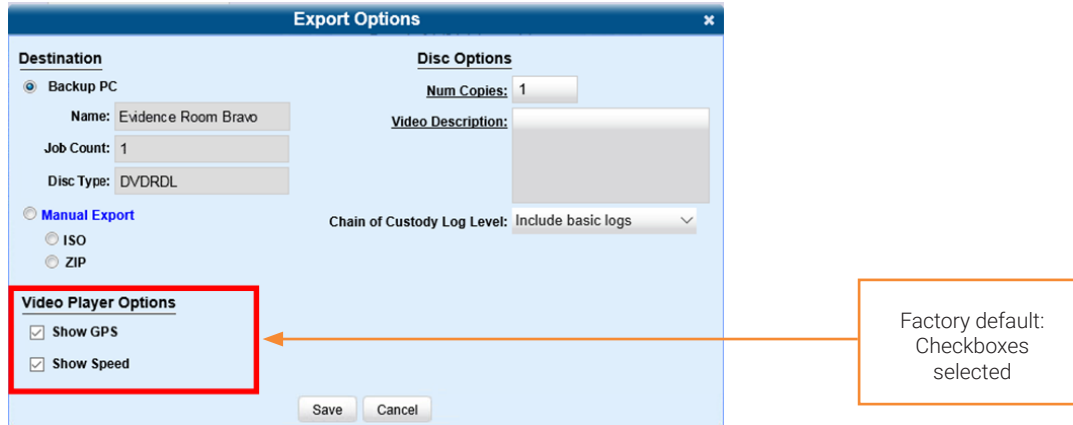 Export Options
Destination
Backup PC
Name: Evidence Room Bravo
Job Count: 1
Disc Type: DVDRDL
Manual Export
ISO
ZIP
Disc Options
Num Copies: 1
Video Description:
Chain of Custody Log Level: Include basic logs
Video Player Options
Show GPS
Show Speed
Save Cancel
Factory default:
Checkboxes
selected